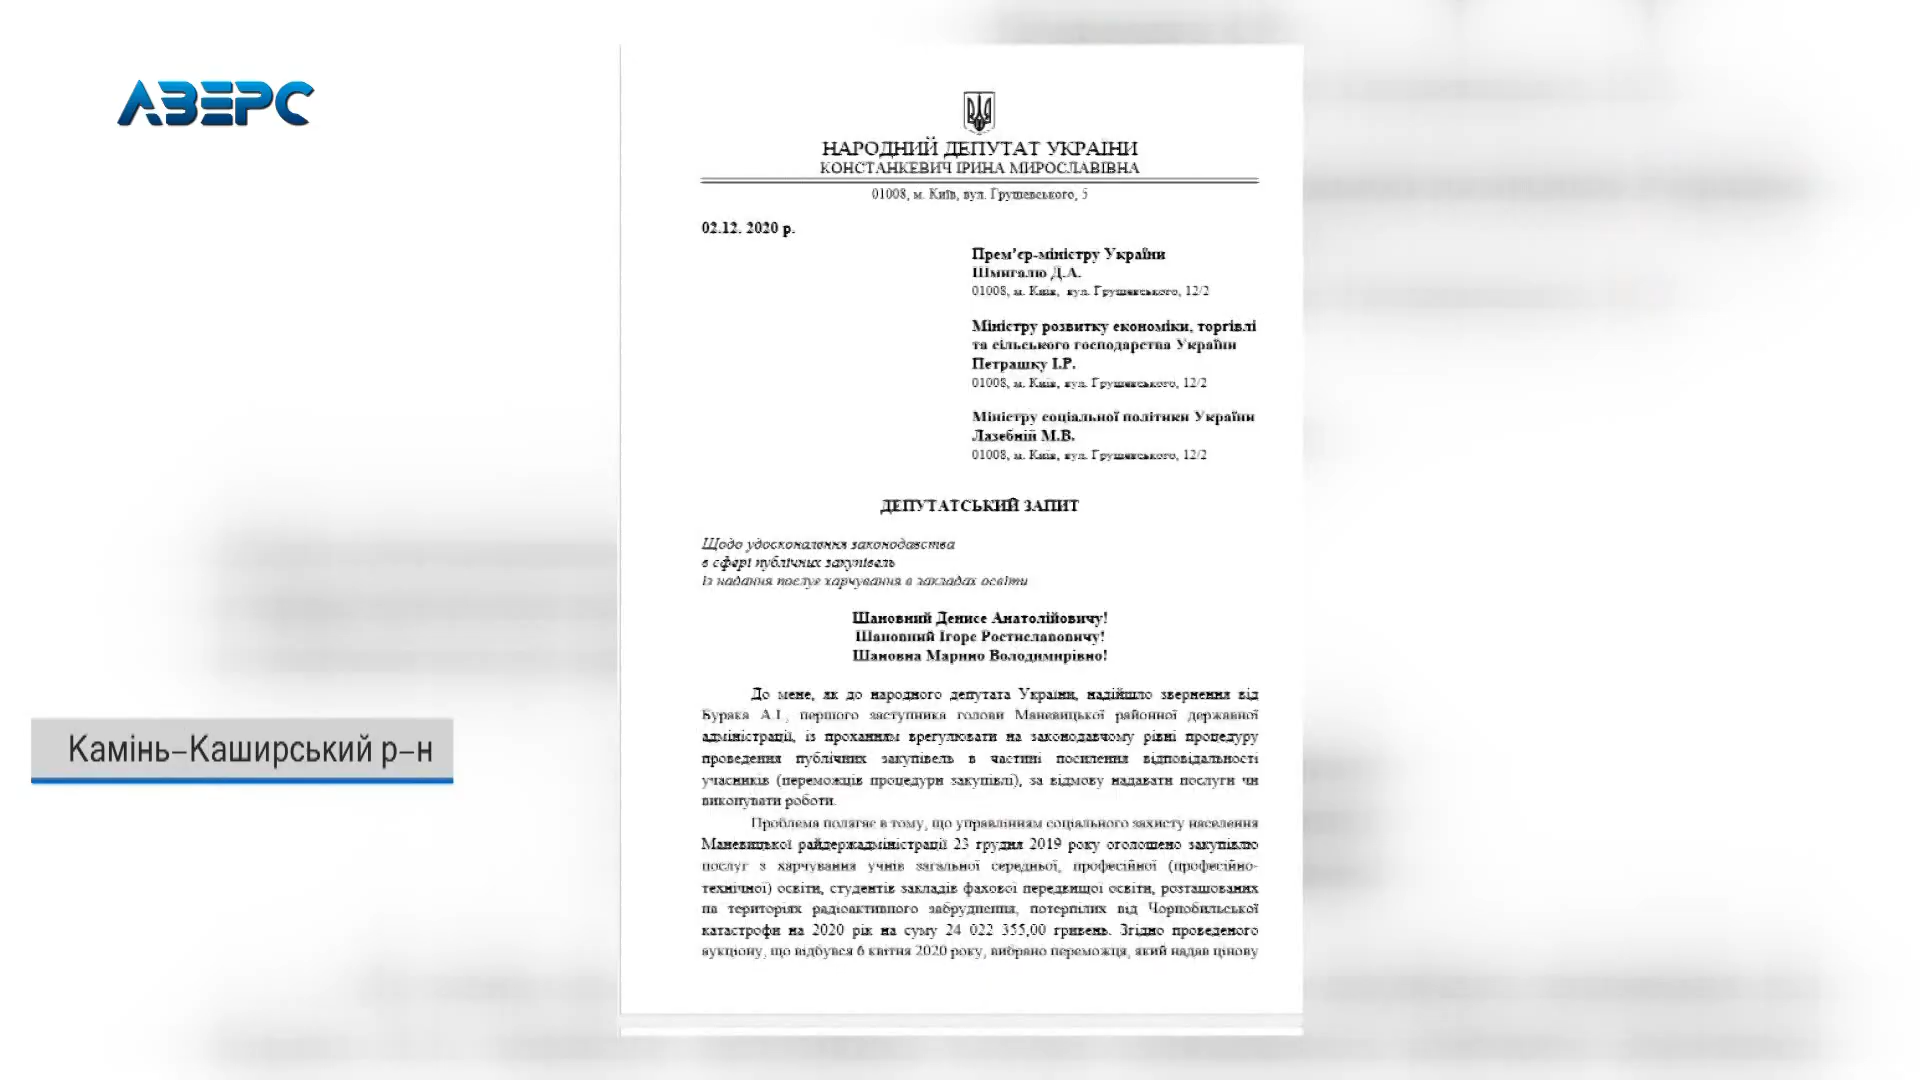 АВЕРС
НАРОДНИЙ ДЕПУТАТ УКРАЇНИ
КОНСТАНКЕВИЧ ІРИНА МИРОСЛАВІВНА
01008, м. Київ, вул. Грушевського, 5
02.12. 2020 р.
Прем’єр-міністру України
Шмигалю Д.А.
01008, м. Київ, вул. Грушевського, 12/2
Міністру розвитку економіки, торгівлі
та сільського господарства України
Петрашку І.Р.
01008, м. Київ, вул. Грушевського, 12/2
Міністру соціальної політики України
Лазебній М.В.
01008, м. Київ, вул. Грушевського, 12/2
ДЕПУТАТСЬКИЙ ЗАПИТ
Щодо удосконалення законодавства
в сфері публічних закупівель
із надання послуг харчування в закладах освіти
Шановний Денисе Анатолійовичу!
Шановний Ігоре Ростиславовичу!
Шановна Марино Володимирівно!
До мене, як до народного депутата України, надійшло звернення від
Бурака А.І., першого заступника голови Маневицької районної державної
адміністрації, із проханням врегулювати на законодавчому рівні процедуру
проведення публічних закупівель в частині посилення відповідальності
учасників (переможців процедури закупівлі), за відмову надавати послуги чи
виконувати роботи.
Проблема полягає в тому, що управлінням соціального захисту населення
Маневицької райдержадміністрації 23 грудня 2019 року оголошено закупівлю
послуг з харчування учнів загальної середньої, професійної (професійно-
технічної) освіти, студентів закладів фахової передвищої освіти, розташованих
на територіях радіоактивного забруднення, потерпілих від Чорнобильської
катастрофи на 2020 рік на суму 24 022 355,00 гривень. Згідно проведеного
аукціону, що відбувся 6 квітня 2020 року, вибрано переможця, який надав цінову
Камінь-Каширський р-н